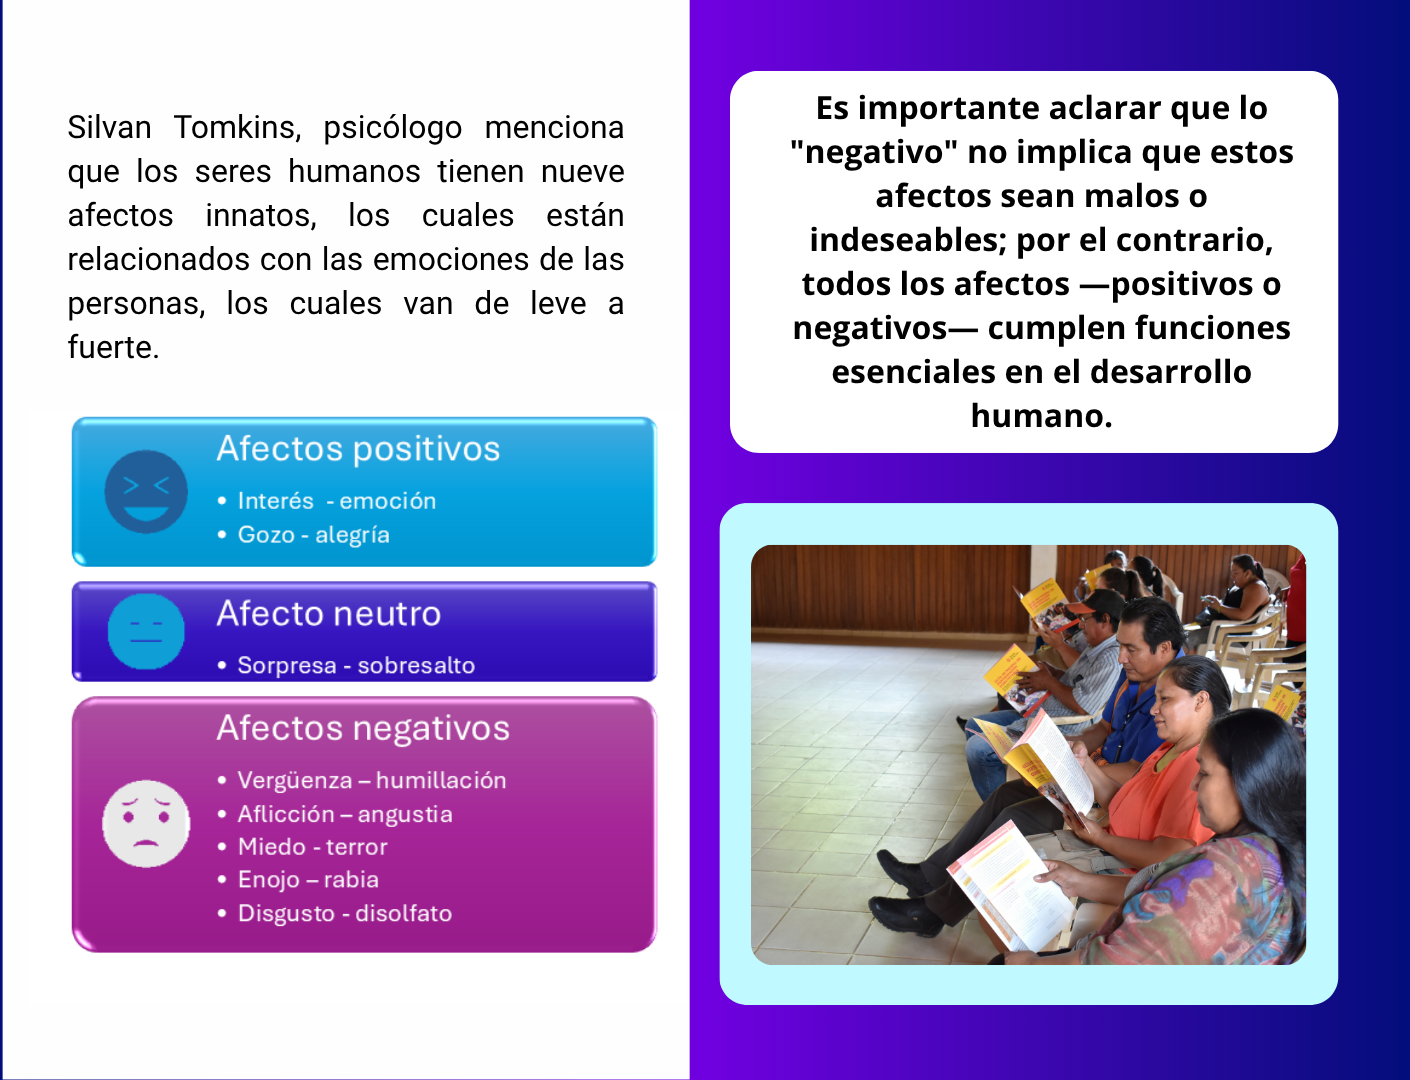 Silvan Tomkins, psicólogo menciona
que los seres humanos tienen nueve
afectos innatos, los cuales están
relacionados con las emociones de las
personas, los cuales van de leve a
fuerte.
Afectos positivos
• Interés - emoción
• Gozo - alegría
Afecto neutro
• Sorpresa - sobresalto
Afectos negativos
• Vergüenza – humillación
• Aflicción – angustia
• Miedo - terror
• Enojo – rabia
• Disgusto - disolfato
Es importante aclarar que lo
"negativo" no implica que estos
afectos sean malos o
indeseables; por el contrario,
todos los afectos —positivos o
negativos— cumplen funciones
esenciales en el desarrollo
humano.